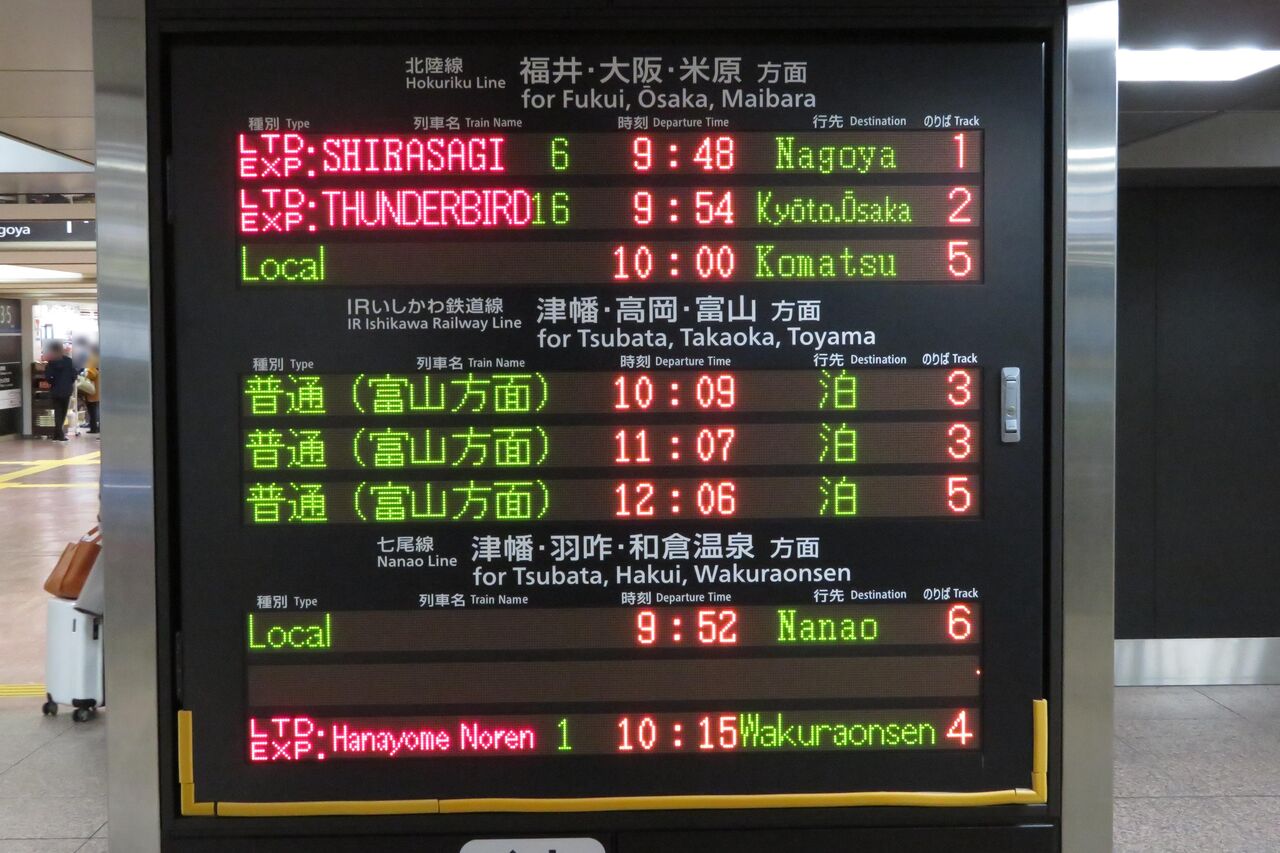 北陸線 福井・大阪・米原 方面
Hokuriku Line for Fukui, Ōsaka, Maibara
種別 Type 列車名 Train Name 時刻 Departure Time 行先 Destination のりば Track
LTD. EXP: SHIRASAGI 6 9:48 Nagoya 1
LTD. EXP: THUNDERBIRD 16 9:54 Kyōto.Ōsaka 2
Local 10:00 Komatsu 5
IRいしかわ鉄道線 津幡・高岡・富山 方面
IR Ishikawa Railway Line for Tsubata, Takaoka, Toyama
種別 Type 列車名 Train Name 時刻 Departure Time 行先 Destination のりば Track
普通 (富山方面) 10:09 泊 3
普通 (富山方面) 11:07 泊 3
普通 (富山方面) 12:06 泊 5
七尾線 津幡・羽咋・和倉温泉 方面
Nanao Line for Tsubata, Hakui, Wakuraonsen
種別 Type 列車名 Train Name 時刻 Departure Time 行先 Destination のりば Track
Local 9:52 Nanao 6
LTD. EXP: Hanayome Noren 1 10:15 Wakuraonsen 4